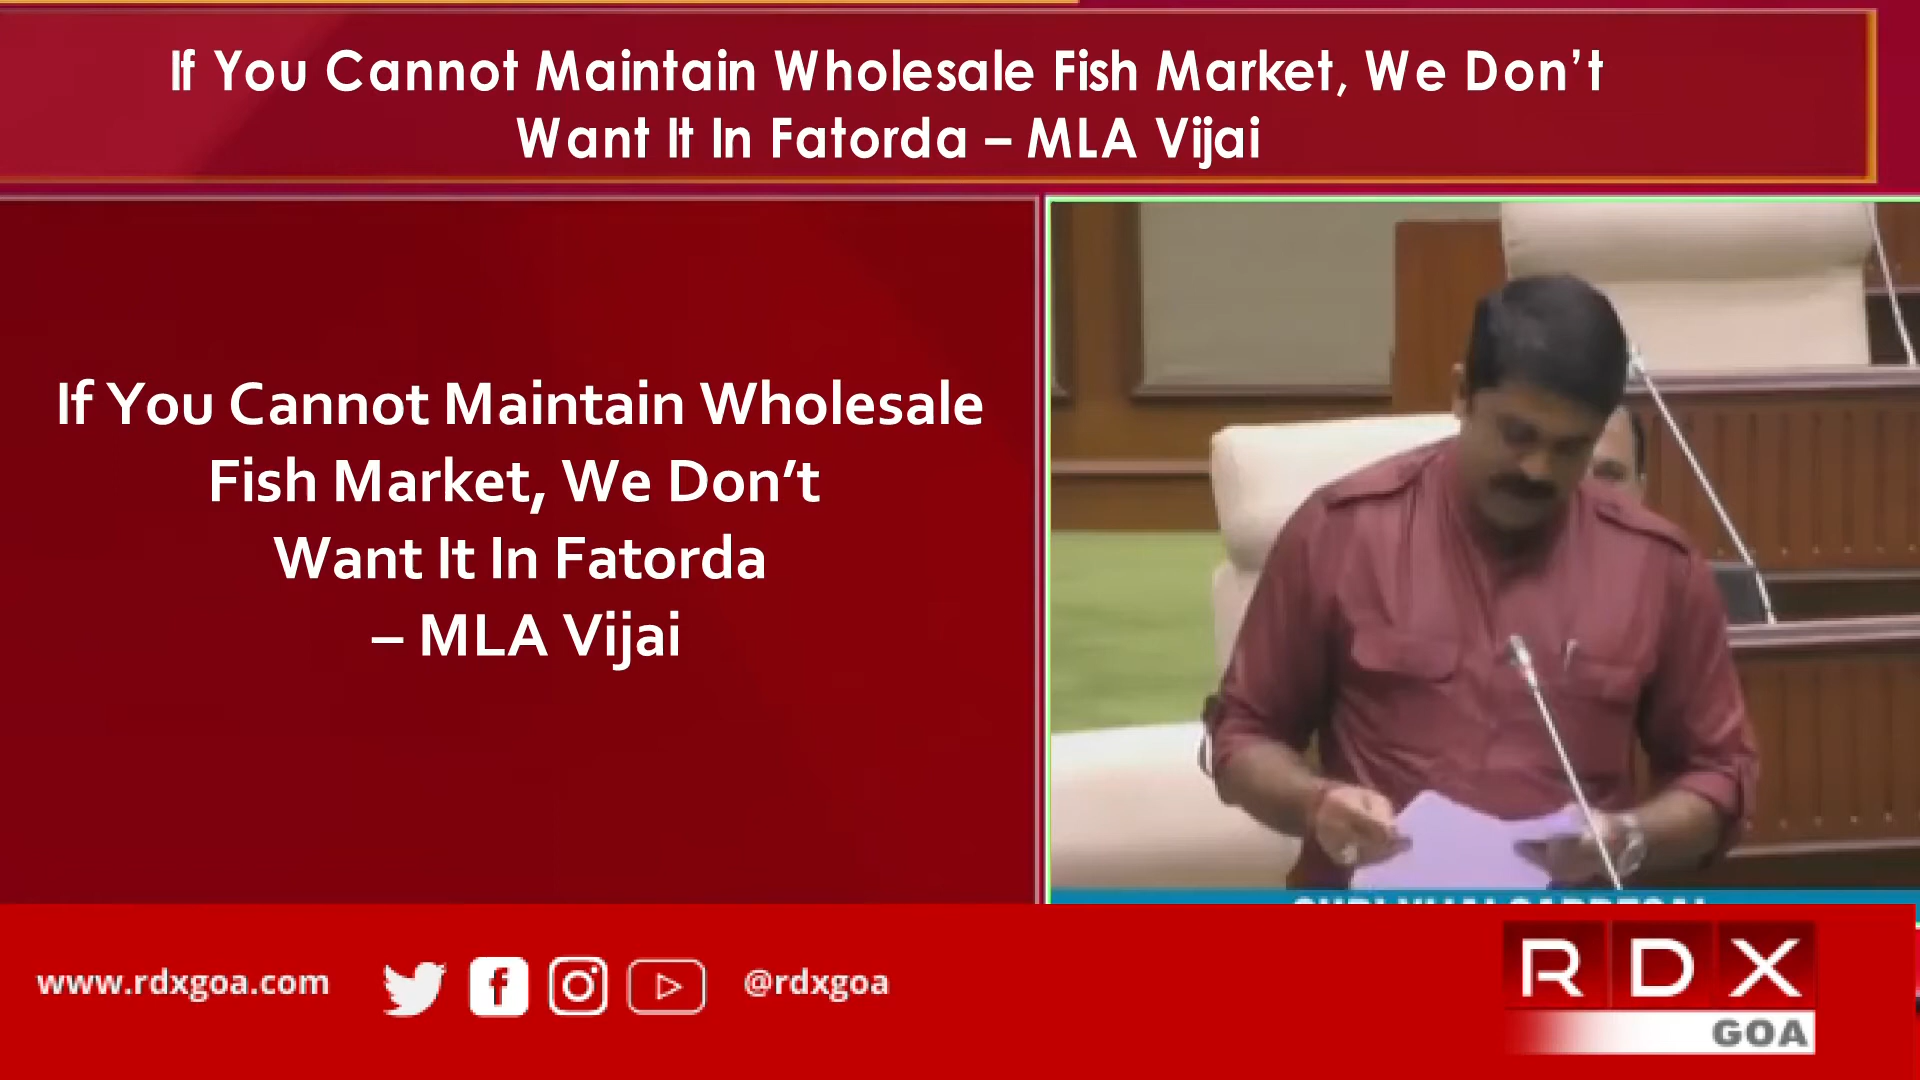 If You Cannot Maintain Wholesale Fish Market, We Don’t
Want It In Fatorda – MLA Vijai
If You Cannot Maintain Wholesale
Fish Market, We Don’t
Want It In Fatorda
– MLA Vijai
www.rdxgoa.com
@rdxgoa
RDX
GOA